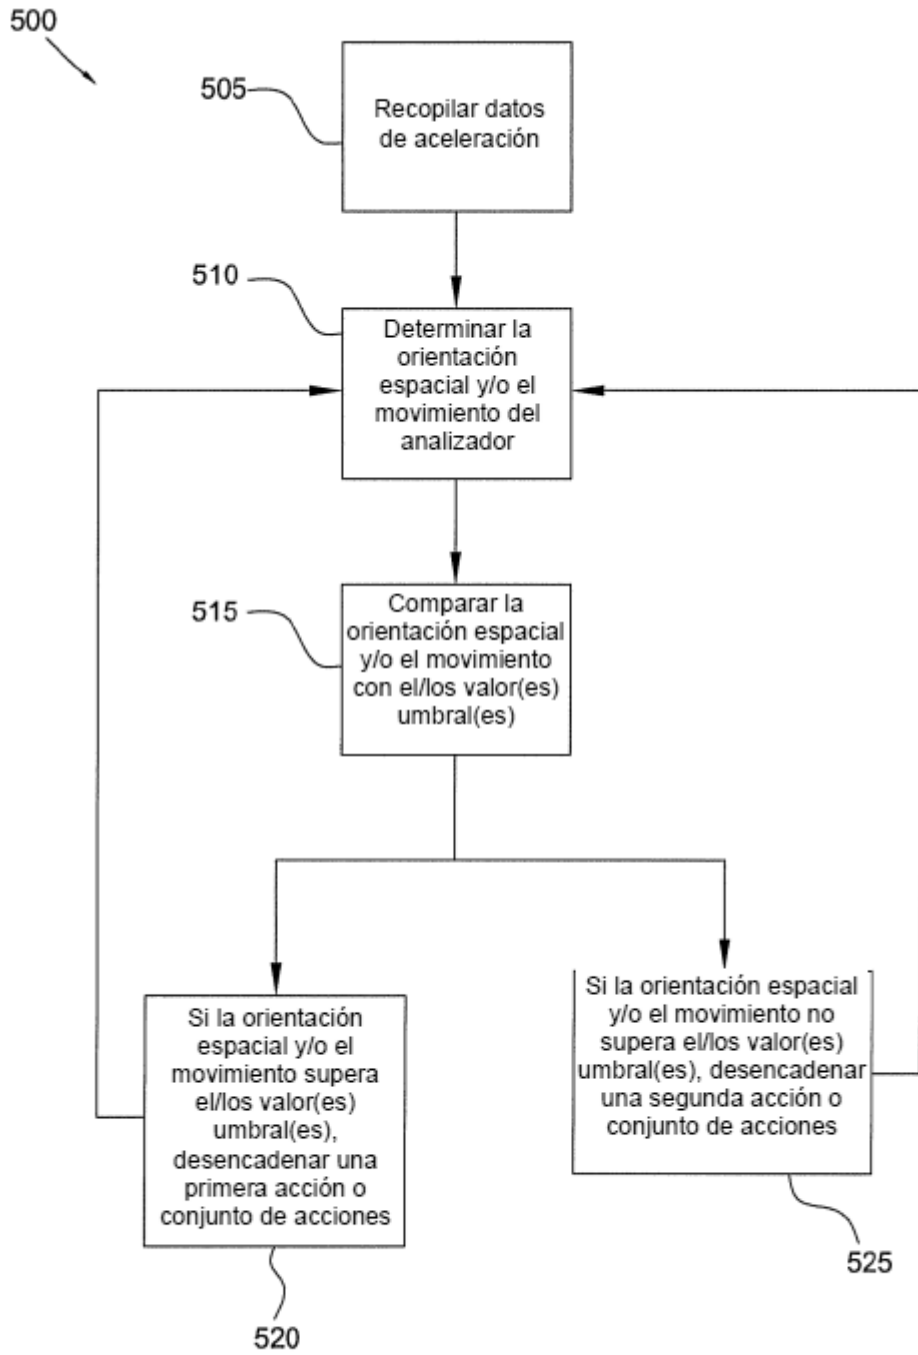 500
505
Recopilar datos
de aceleración
510
Determinar la
orientación
espacial y/o el
movimiento del
analizador
515
Comparar la
orientación espacial
y/o el movimiento
con el/los valor(es)
umbral(es)
Si la orientación
espacial y/o el
movimiento supera
el/los valor(es)
umbral(es),
desencadenar una
primera acción o
conjunto de acciones
520
Si la orientación espacial
y/o el movimiento no
supera el/los valor(es)
umbral(es), desencadenar
una segunda acción o
conjunto de acciones
525